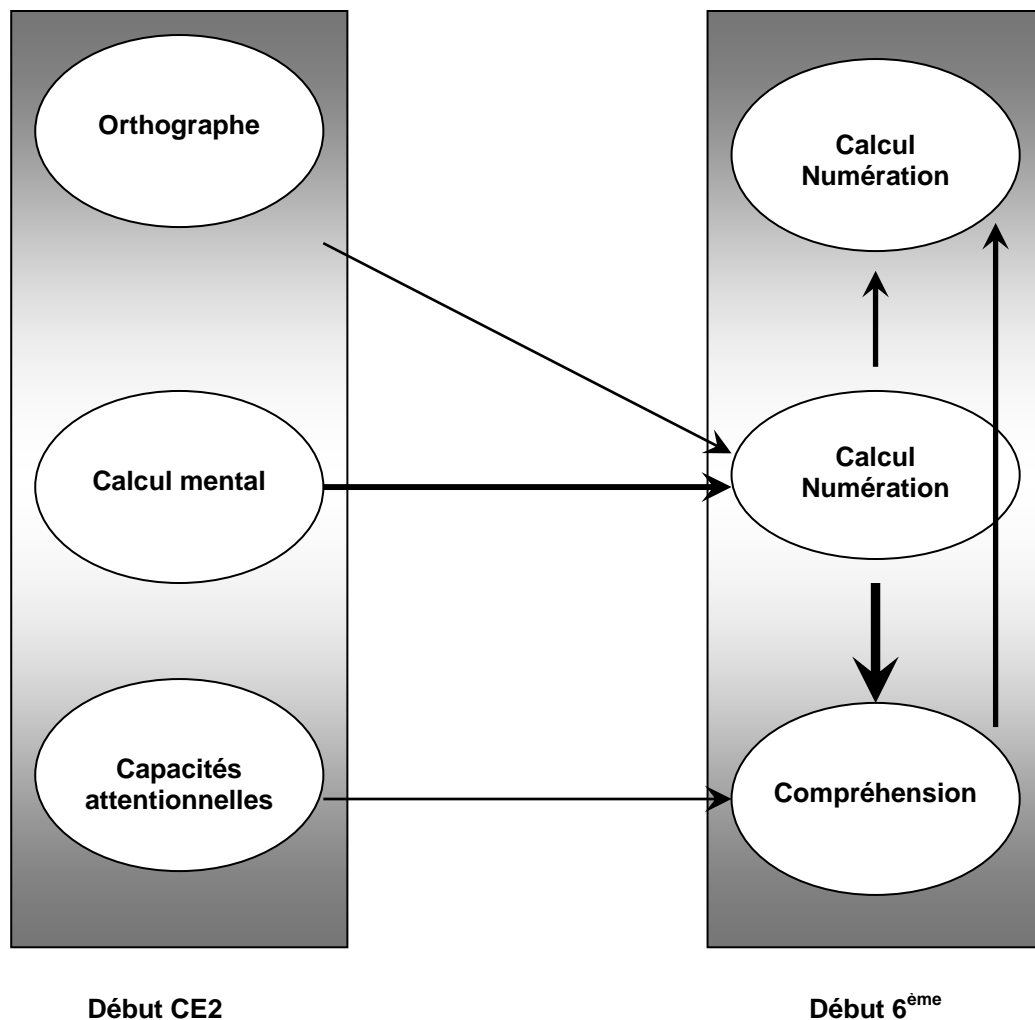 Orthographe
Calcul mental
Capacités
attentionnelles
Début CE2
Calcul
Numération
Calcul
Numération
Compréhension
Début 6ème